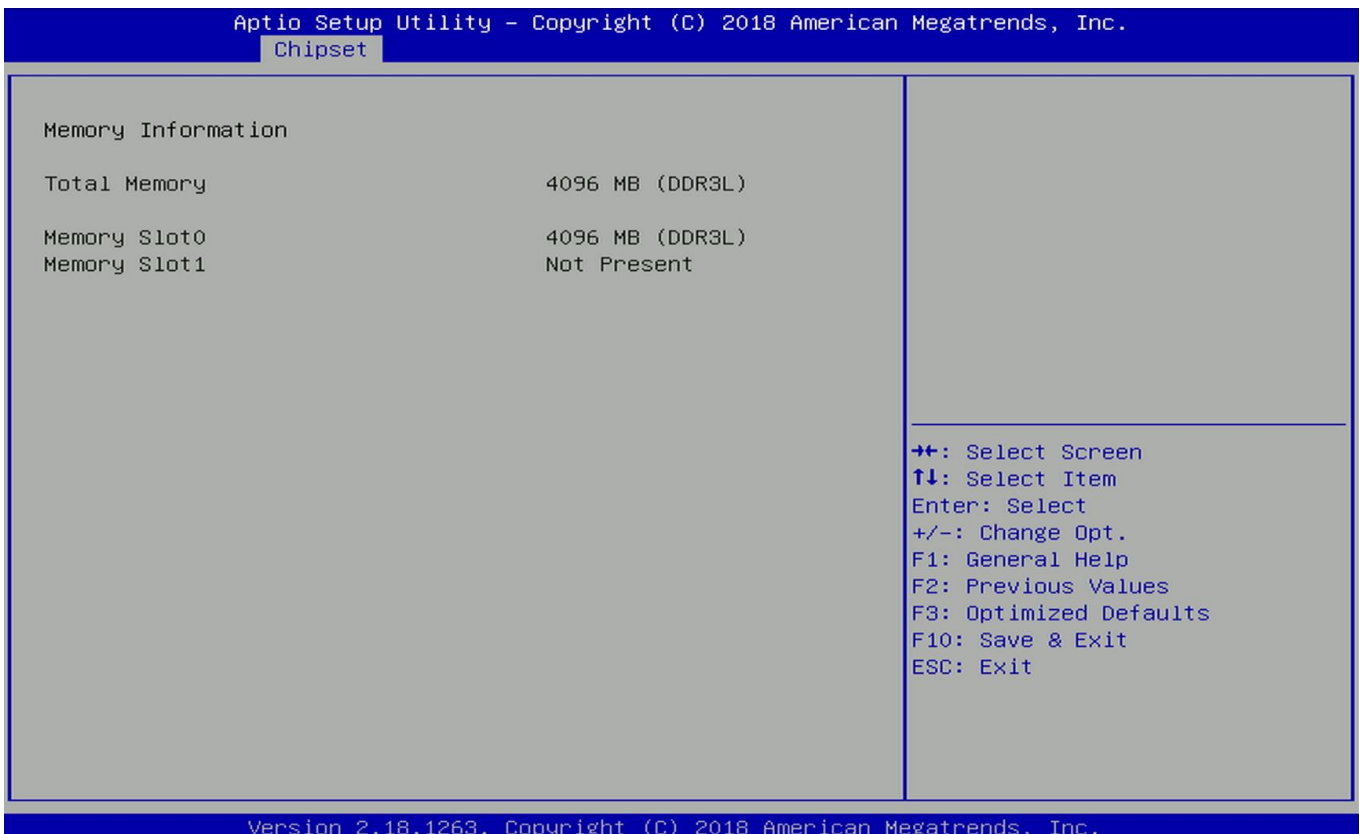 Aptio Setup Utility – Copyright (C) 2018 American Megatrends, Inc.
Chipset
Memory Information
Total Memory 4096 MB (DDR3L)
Memory Slot0 4096 MB (DDR3L)
Memory Slot1 Not Present
→←: Select Screen
↑↓: Select Item
Enter: Select
+/-: Change Opt.
F1: General Help
F2: Previous Values
F3: Optimized Defaults
F10: Save & Exit
ESC: Exit
Version 2.18.1263. Copyright (C) 2018 American Megatrends, Inc.